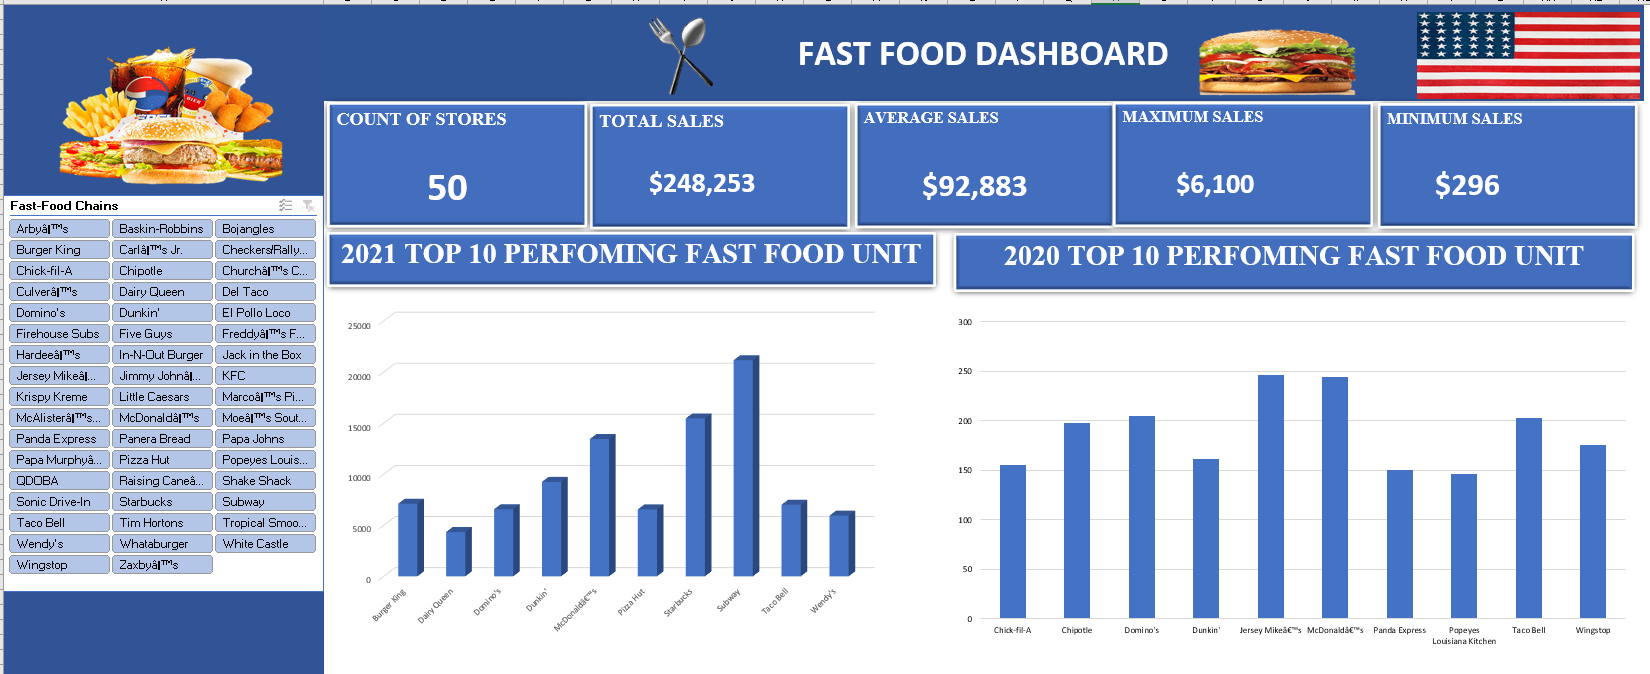 FAST FOOD DASHBOARD
COUNT OF STORES
50
TOTAL SALES
$248,253
AVERAGE SALES
$92,883
MAXIMUM SALES
$6,100
MINIMUM SALES
$296
Fast-Food Chains
Arbyâ|™s Baskin-Robbins Bojangles
Burger King Carlâ|™s Jr. Checkers/Rally...
Chick-fil-A Chipotle Churchâ|™s C...
Culverâ|™s Dairy Queen Del Taco
Domino's Dunkin' El Pollo Loco
Firehouse Subs Five Guys Freddyâ|™s F...
Hardeeâ|™s In-N-Out Burger Jack in the Box
Jersey Mikeâ|... Jimmy Johnâ|... KFC
Krispy Kreme Little Caesars Marcoâ|™s Pi...
McAlisterâ|™s... McDonaldâ|™s Moeâ|™s Sout...
Panda Express Panera Bread Papa Johns
Papa Murphyâ... Pizza Hut Popeyes Louis...
QDOBA Raising Caneâ... Shake Shack
Sonic Drive-In Starbucks Subway
Taco Bell Tim Hortons Tropical Smoo...
Wendy's Whataburger White Castle
Wingstop Zaxbyâ|™s
2021 TOP 10 PERFOMING FAST FOOD UNIT
25000
20000
15000
10000
5000
0
Burger King
Dairy Queen
Domino's
Dunkin'
McDonaldâ€™s
Pizza Hut
Starbucks
Subway
Taco Bell
Wendy's
2020 TOP 10 PERFOMING FAST FOOD UNIT
300
250
200
150
100
50
0
Chick-fil-A
Chipotle
Domino's
Dunkin'
Jersey Mikeâ€™s
McDonaldâ€™s
Panda Express
Popeyes
Louisiana Kitchen
Taco Bell
Wingstop